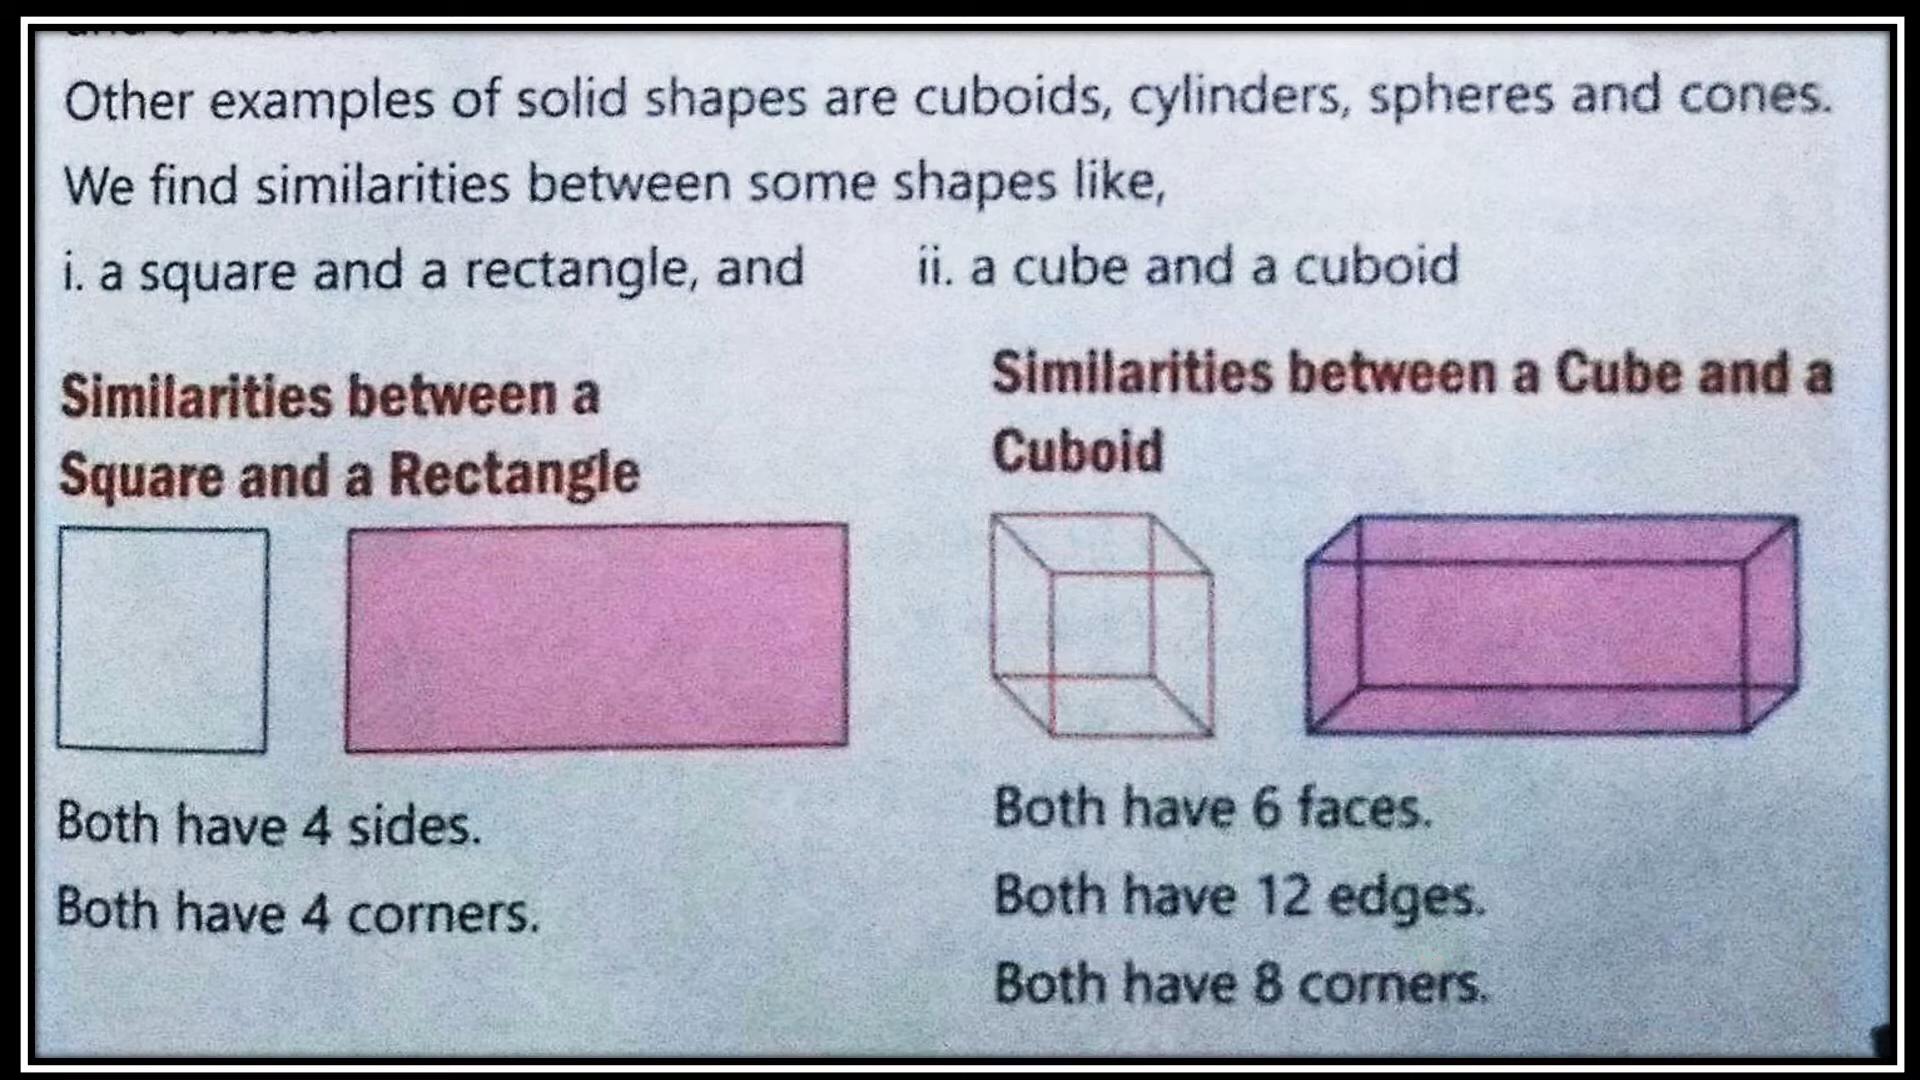 Other examples of solid shapes are cuboids, cylinders, spheres and cones.
We find similarities between some shapes like,
i. a square and a rectangle, and ii. a cube and a cuboid
Similarities between a
Square and a Rectangle
Both have 4 sides.
Both have 4 corners.
Similarities between a Cube and a
Cuboid
Both have 6 faces.
Both have 12 edges.
Both have 8 corners.